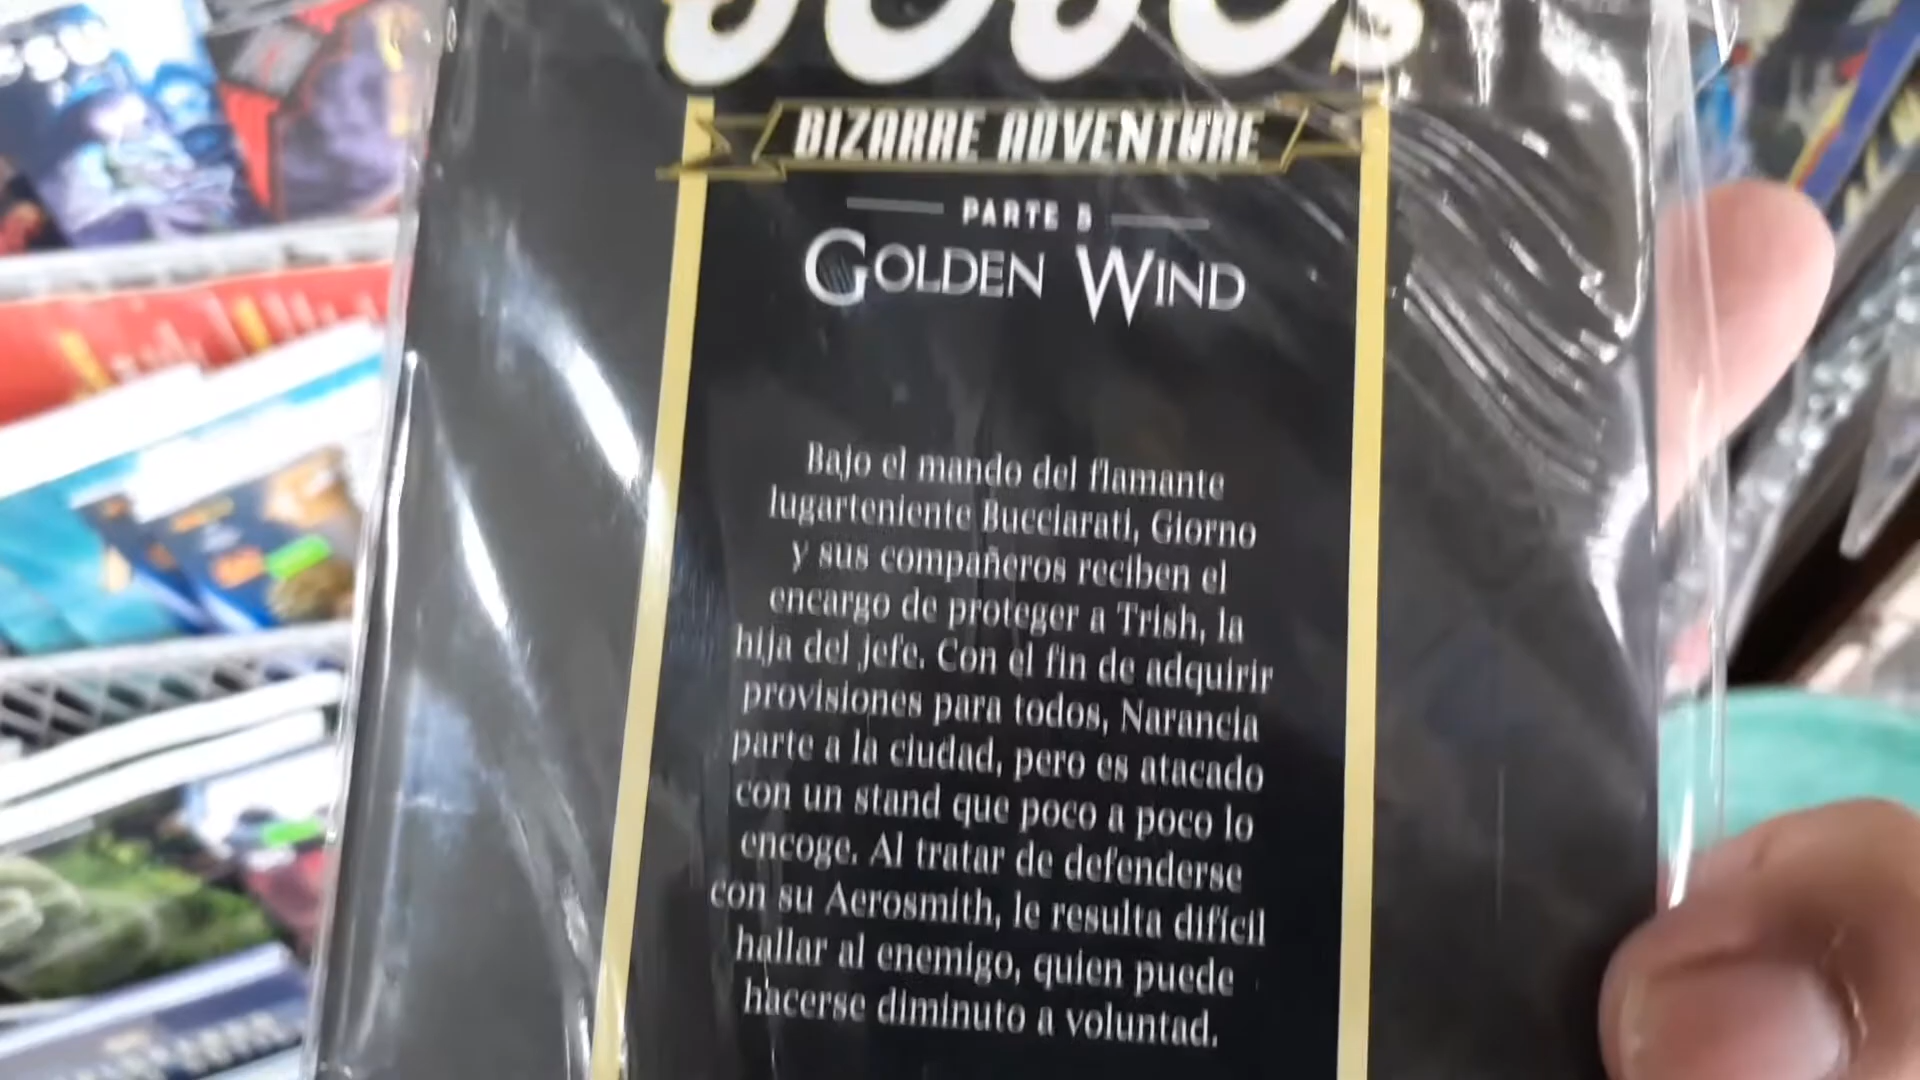 JOJO's
BIZARRE ADVENTURE
PARTE 5
GOLDEN WIND
Bajo el mando del flamante
lugarteniente Bucciarati, Giorno
y sus compañeros reciben el
encargo de proteger a Trish, la
hija del jefe. Con el fin de adquirir
provisiones para todos, Narancia
parte a la ciudad, pero es atacado
con un stand que poco a poco lo
encoge. Al tratar de defenderse
con su Aerosmith, le resulta difícil
hallar al enemigo, quien puede
hacerse diminuto a voluntad.